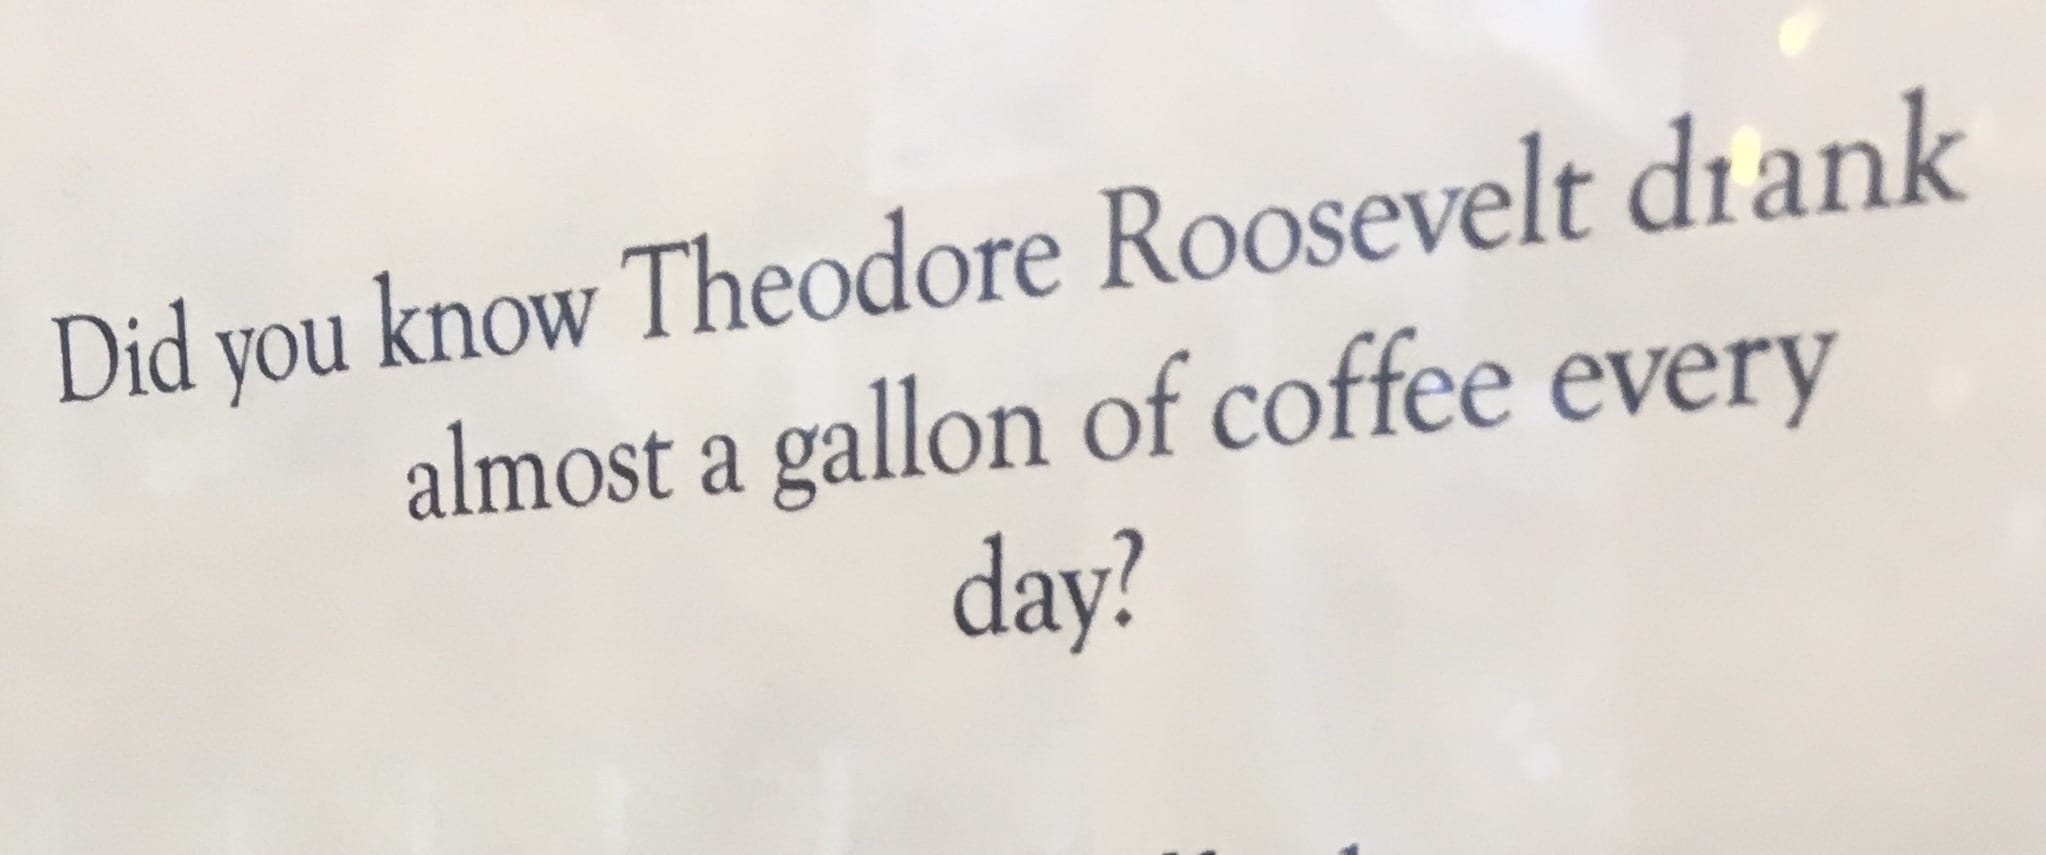 Did you know Theodore Roosevelt drank
almost a gallon of coffee every
day?